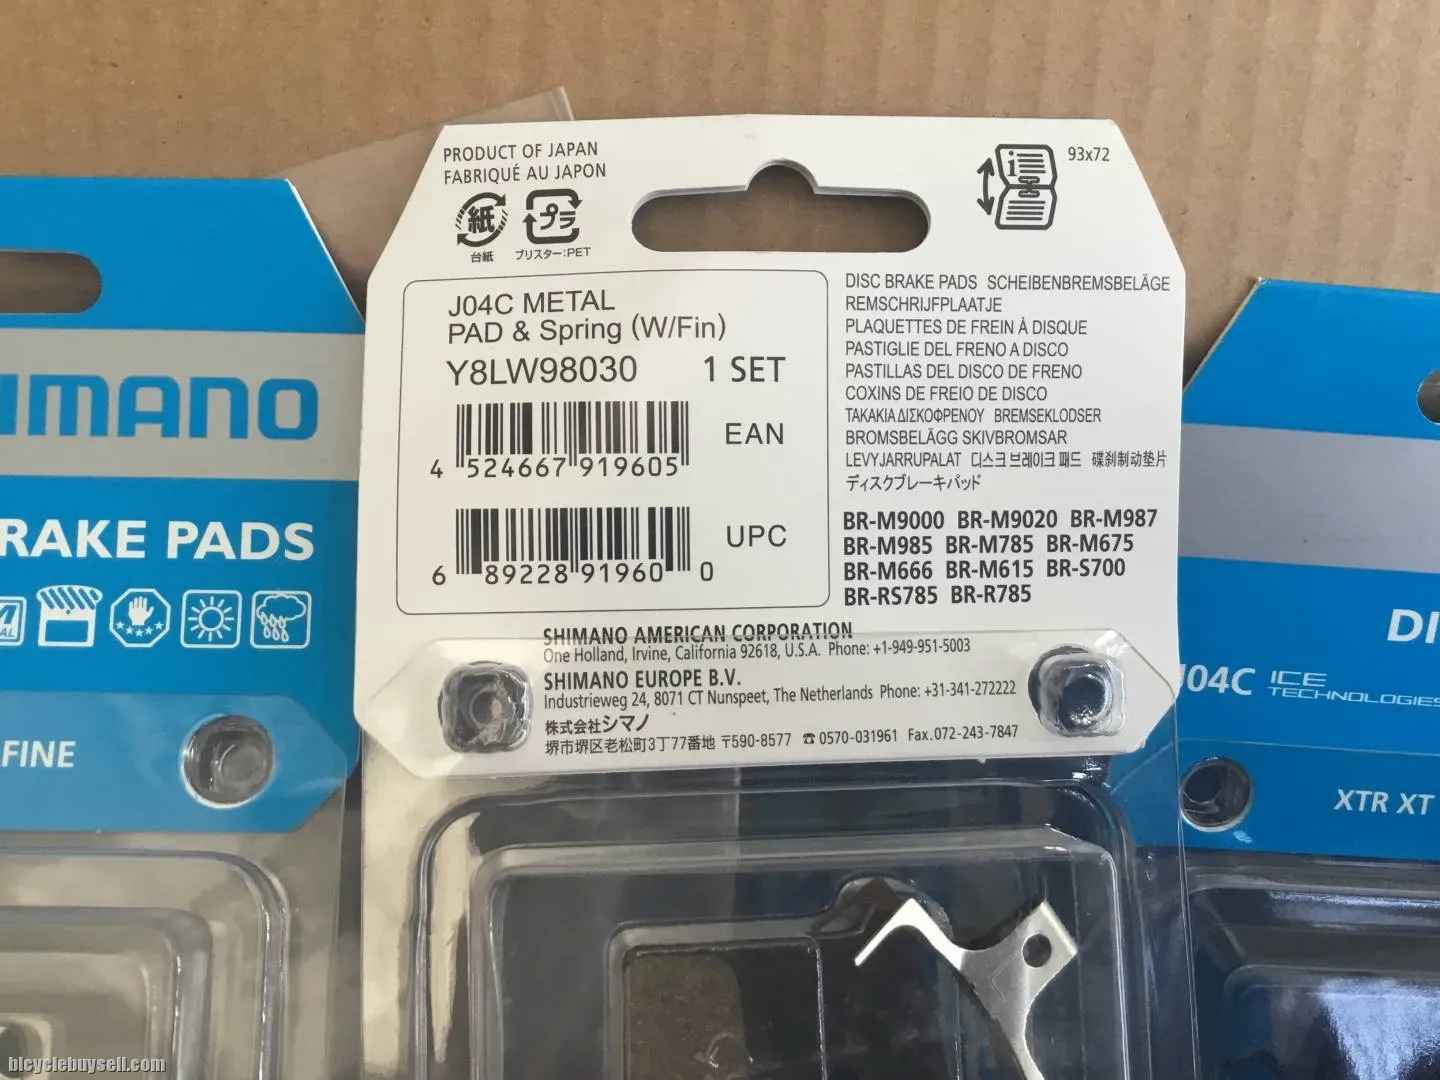 PRODUCT OF JAPAN
FABRIQUÉ AU JAPON
紙
プラ
台紙
ブリスター:PET
93x72
J04C METAL
PAD & Spring (W/Fin)
Y8LW98030 1 SET
4 524667 919605
EAN
6 89228 91960 0
UPC
DISC BRAKE PADS SCHEIBENBREMSBELÄGE
REMSCHRIJFPLAATJE
PLAQUETTES DE FREIN À DISQUE
PASTIGLIE DEL FRENO A DISCO
PASTILLAS DEL DISCO DE FRENO
COXINS DE FREIO DE DISCO
ΤΑΚΑΚΙΑ ΔΙΣΚΟΦΡΕΝΟΥ BREMSEKLODSER
BROMSBELÄGG SKIVBROMSAR
LEVYJARRUPALAT 디스크 브레이크 패드 碟刹制动垫片
ディスクブレーキパッド
BR-M9000 BR-M9020 BR-M987
BR-M985 BR-M785 BR-M675
BR-M666 BR-M615 BR-S700
BR-RS785 BR-R785
SHIMANO AMERICAN CORPORATION
One Holland, Irvine, California 92618, U.S.A. Phone: +1-949-951-5003
SHIMANO EUROPE B.V.
Industrieweg 24, 8071 CT Nunspeet, The Netherlands Phone: +31-341-272222
株式会社シマノ
堺市堺区老松町3丁77番地 〒590-8577 ☎0570-031961 Fax.072-243-7847
IMANO
RAKE PADS
FINE
DI
J04C ICE TECHNOLOGIES
XTR XT
bicyclebuysell.com